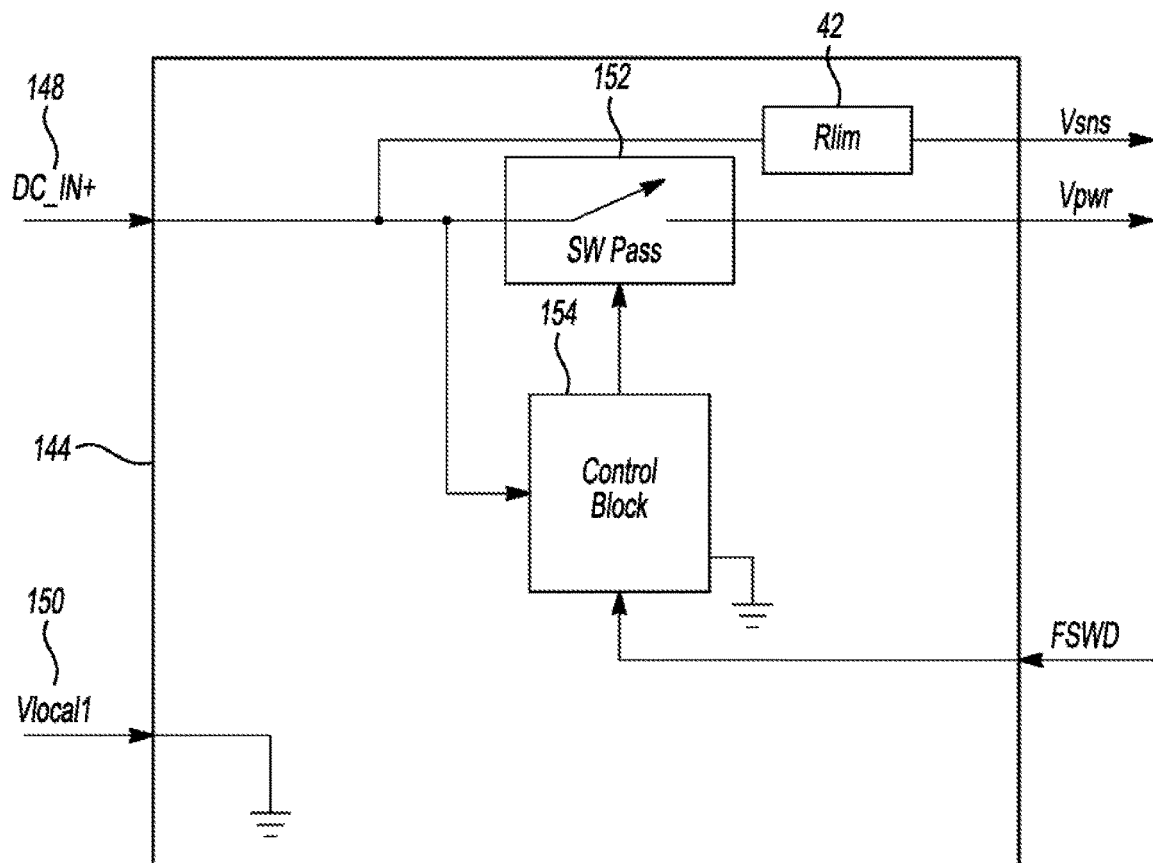 42
152
148
Rlim
Vsns
DC_IN+
Vpwr
SW Pass
154
144
Control
Block
150
FSWD
Vlocal1